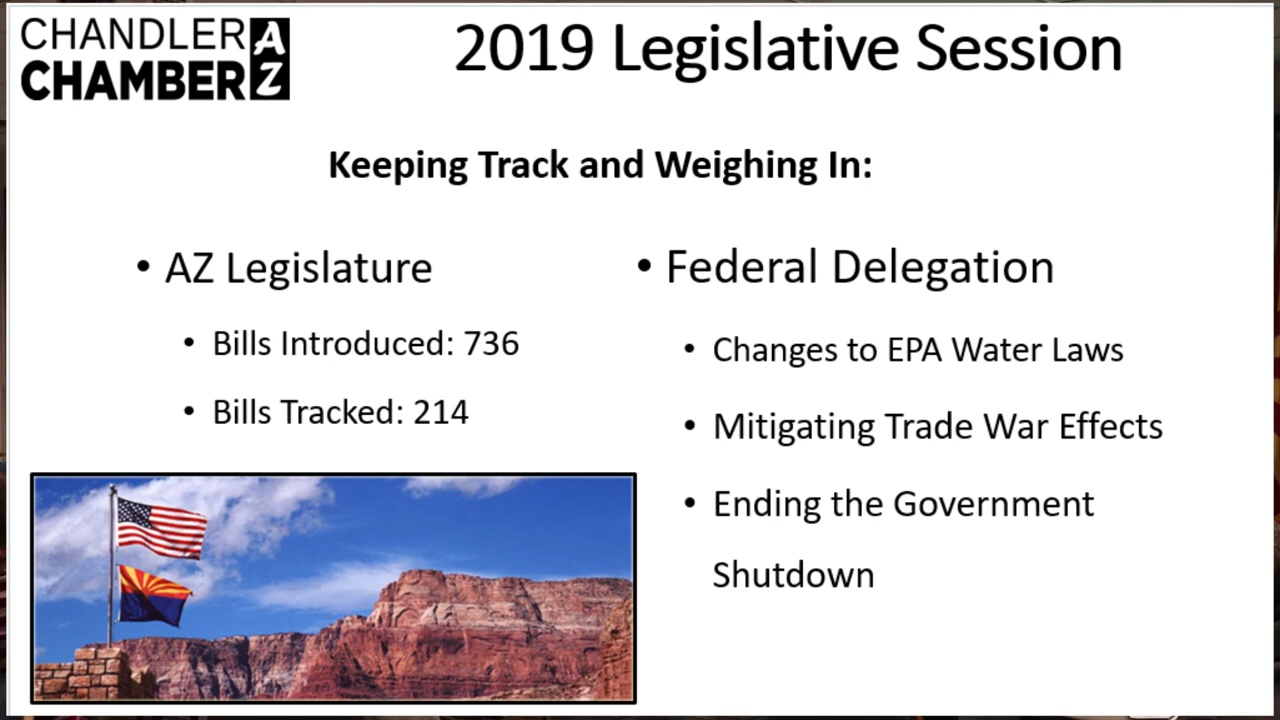 CHANDLER AZ
CHAMBER
2019 Legislative Session
Keeping Track and Weighing In:
• AZ Legislature
• Bills Introduced: 736
• Bills Tracked: 214
• Federal Delegation
• Changes to EPA Water Laws
• Mitigating Trade War Effects
• Ending the Government
Shutdown